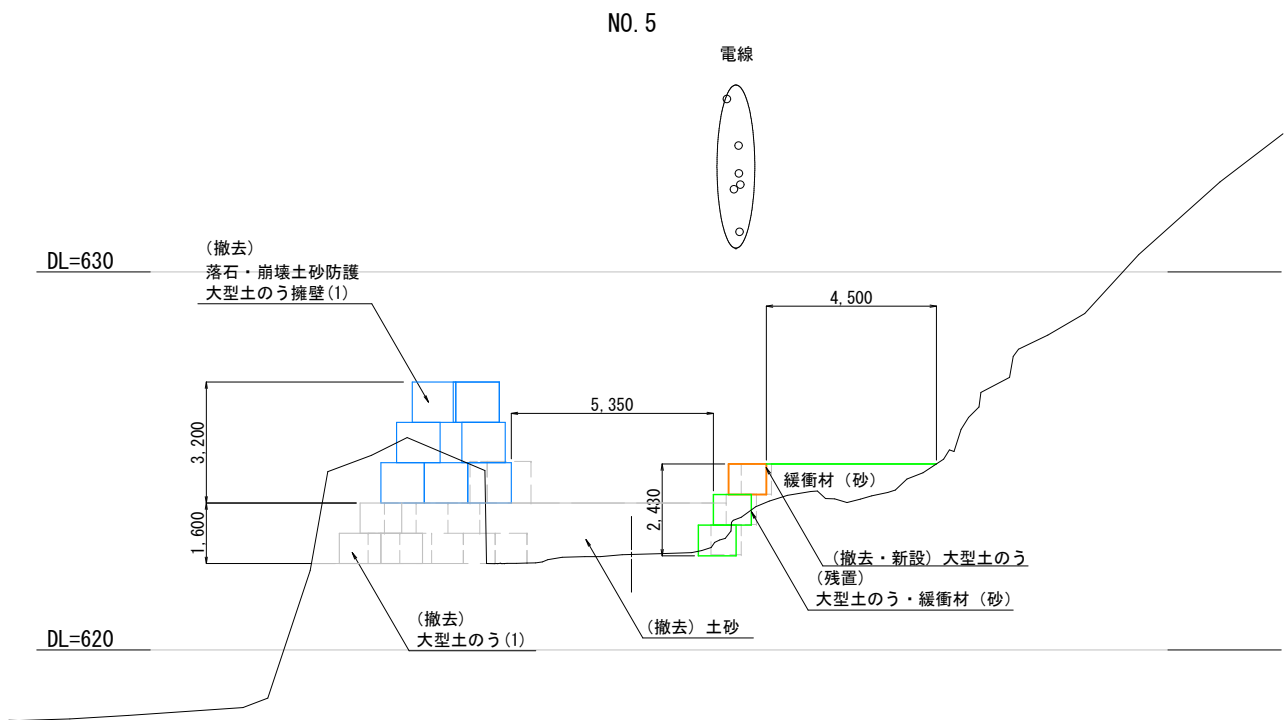 NO. 5
電線
(撤去)
落石・崩壊土砂防護
大型土のう擁壁(1)
DL=630
4,500
5,350
3,200
緩衝材（砂）
2,430
1,600
(撤去・新設) 大型土のう
(残置)
大型土のう・緩衝材（砂）
(撤去)
大型土のう(1)
(撤去) 土砂
DL=620